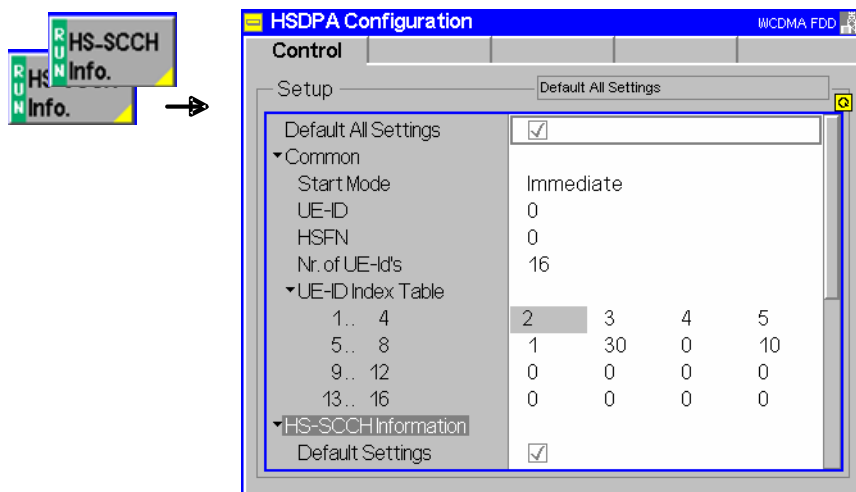 RUN HS-SCCH Info.
RUN HS-SCCH Info.
HSDPA Configuration WCDMA FDD
Control
Setup Default All Settings
Default All Settings
Common
Start Mode Immediate
UE-ID 0
HSFN 0
Nr. of UE-Id's 16
UE-ID Index Table
1.. 4 2 3 4 5
5.. 8 1 30 0 10
9.. 12 0 0 0 0
13.. 16 0 0 0 0
HS-SCCH Information
Default Settings